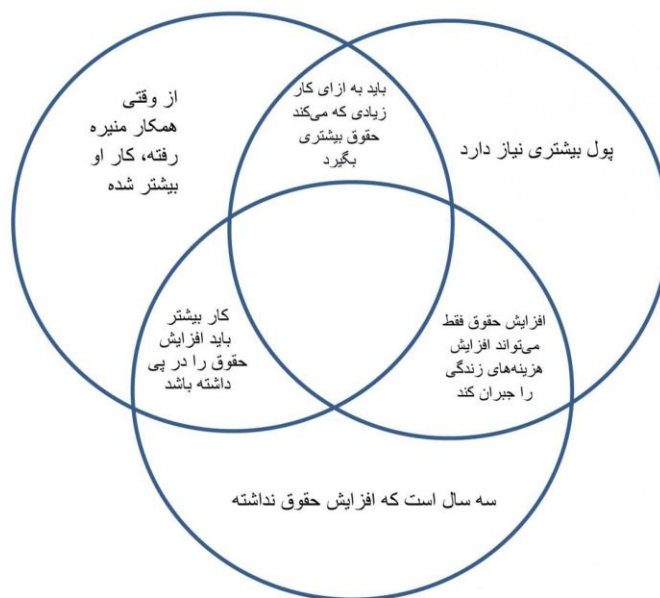 از وقتی
همکار منیره
رفته، کار او
بیشتر شده
باید به ازای کار
زیادی که می‌کند
حقوق بیشتری
بگیرد
پول بیشتری نیاز دارد
کار بیشتر
باید افزایش
حقوق را در پی
داشته باشد
افزایش حقوق فقط
می‌تواند افزایش
هزینه‌های زندگی
را جبران کند
سه سال است که افزایش حقوق نداشته